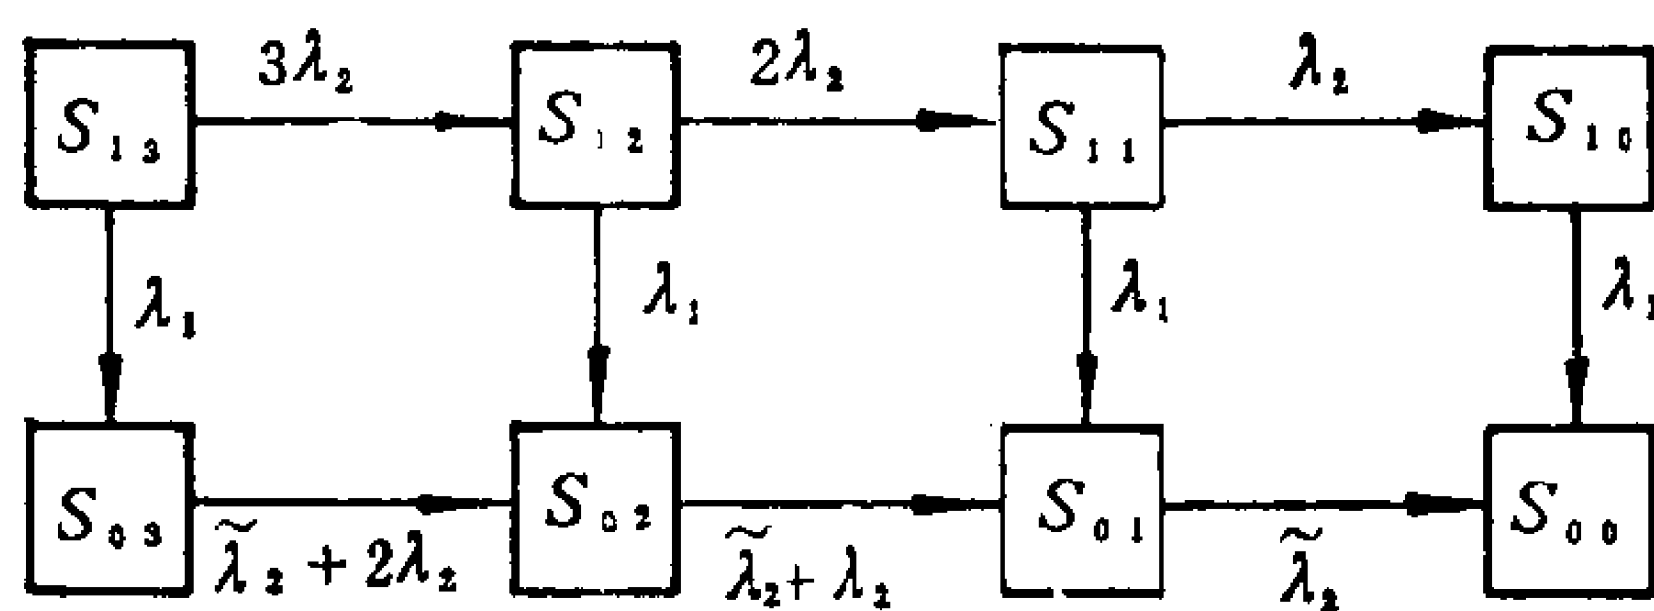 3λ₂ 2λ₂ λ₂
S₁₃ S₁₂ S₁₁ S₁₀
λ₁ λ₁ λ₁ λ₁
S₀₃ S₀₂ S₀₁ S₀₀
λ̃₂ + 2λ₂ λ̃₂ + λ₂ λ̃₂